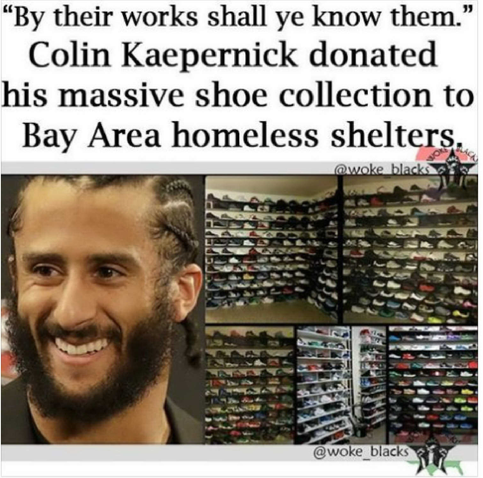 “By their works shall ye know them.”
Colin Kaepernick donated
his massive shoe collection to
Bay Area homeless shelters.
@woke_blacks
@woke_blacks